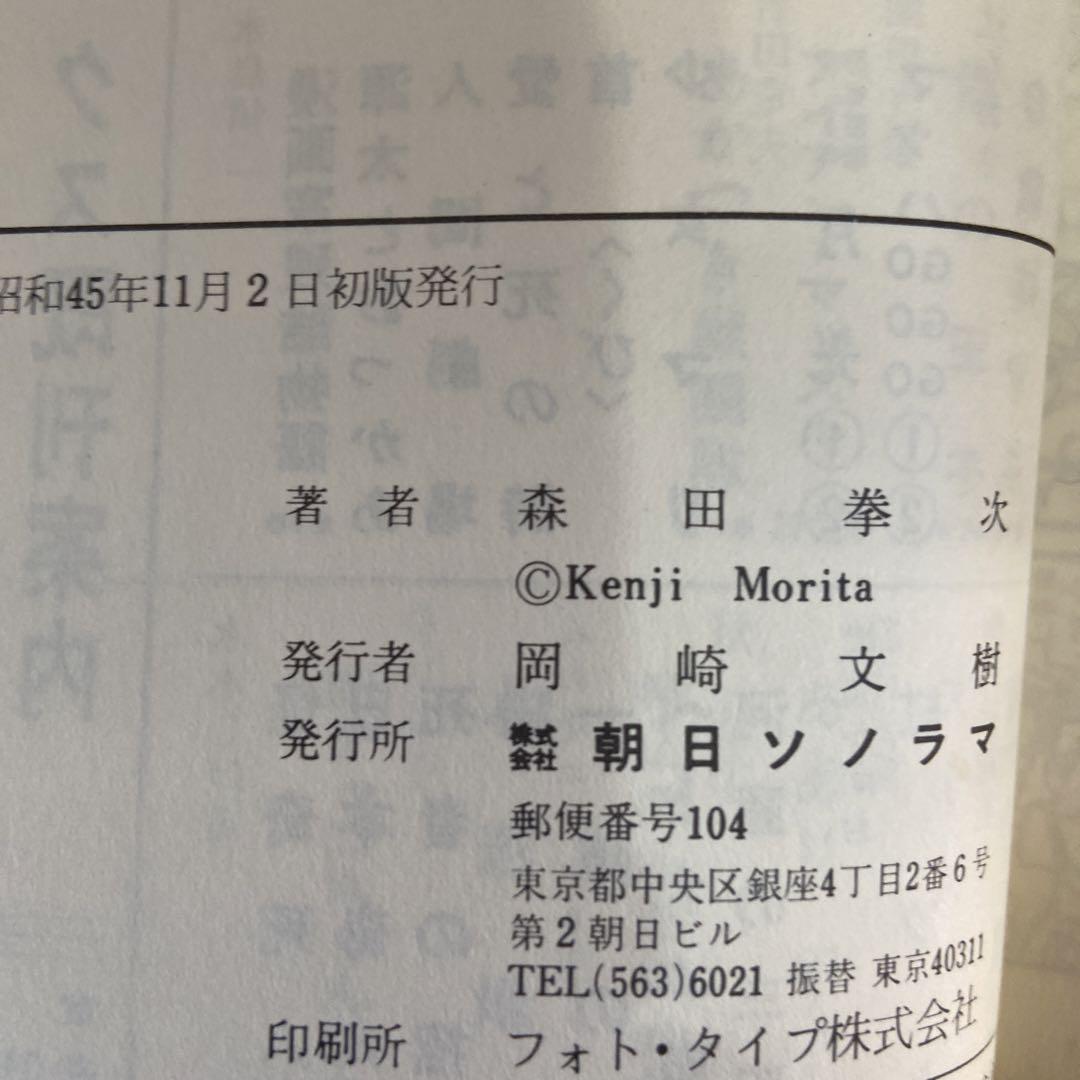 昭和45年11月2日初版発行
著者 森田拳次
©Kenji Morita
発行者 岡崎文樹
発行所 株式会社 朝日ソノラマ
郵便番号104
東京都中央区銀座4丁目2番6号
第2朝日ビル
TEL(563)6021 振替 東京40311
印刷所 フォト・タイプ株式会社